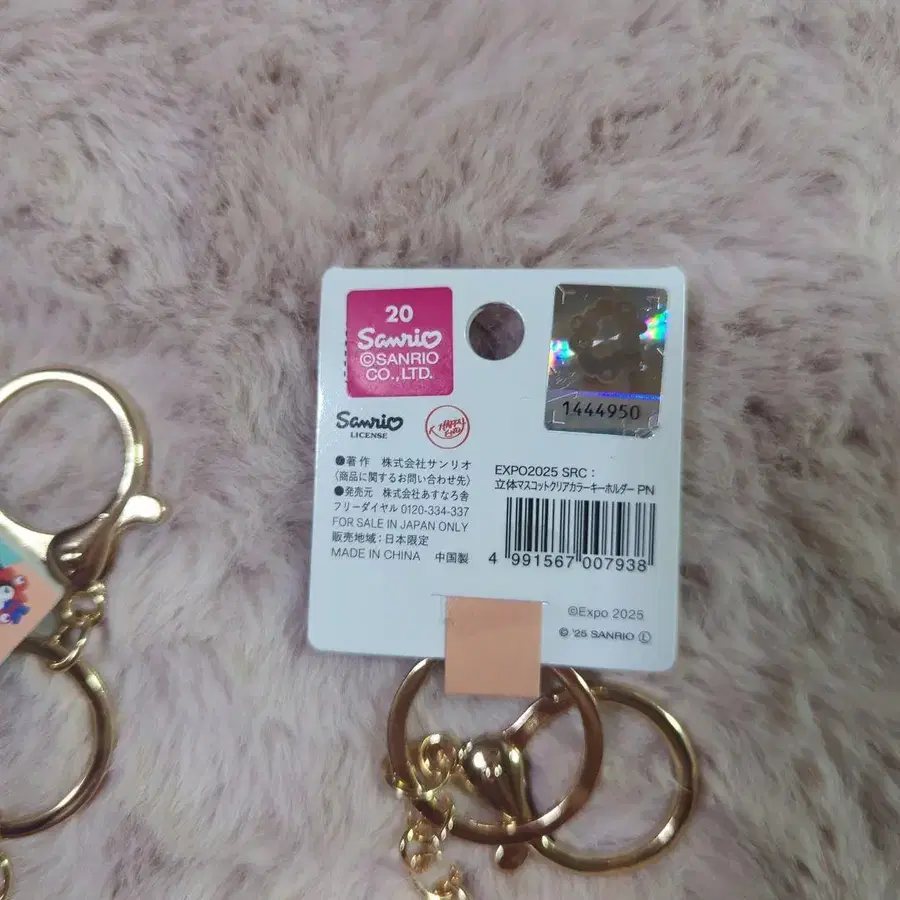 20
Sanrio
©SANRIO
CO., LTD.
Sanrio
LICENSE
●著作 株式会社サンリオ
〈商品に関するお問い合わせ先〉
●発売元 株式会社あすなろ舎
フリーダイヤル 0120-334-337
FOR SALE IN JAPAN ONLY
販売地域:日本限定
MADE IN CHINA 中国製
1444950
EXPO2025 SRC:
立体マスコットクリアカラーキーホルダー PN
4 991567 007938
©Expo 2025
© '25 SANRIO Ⓛ